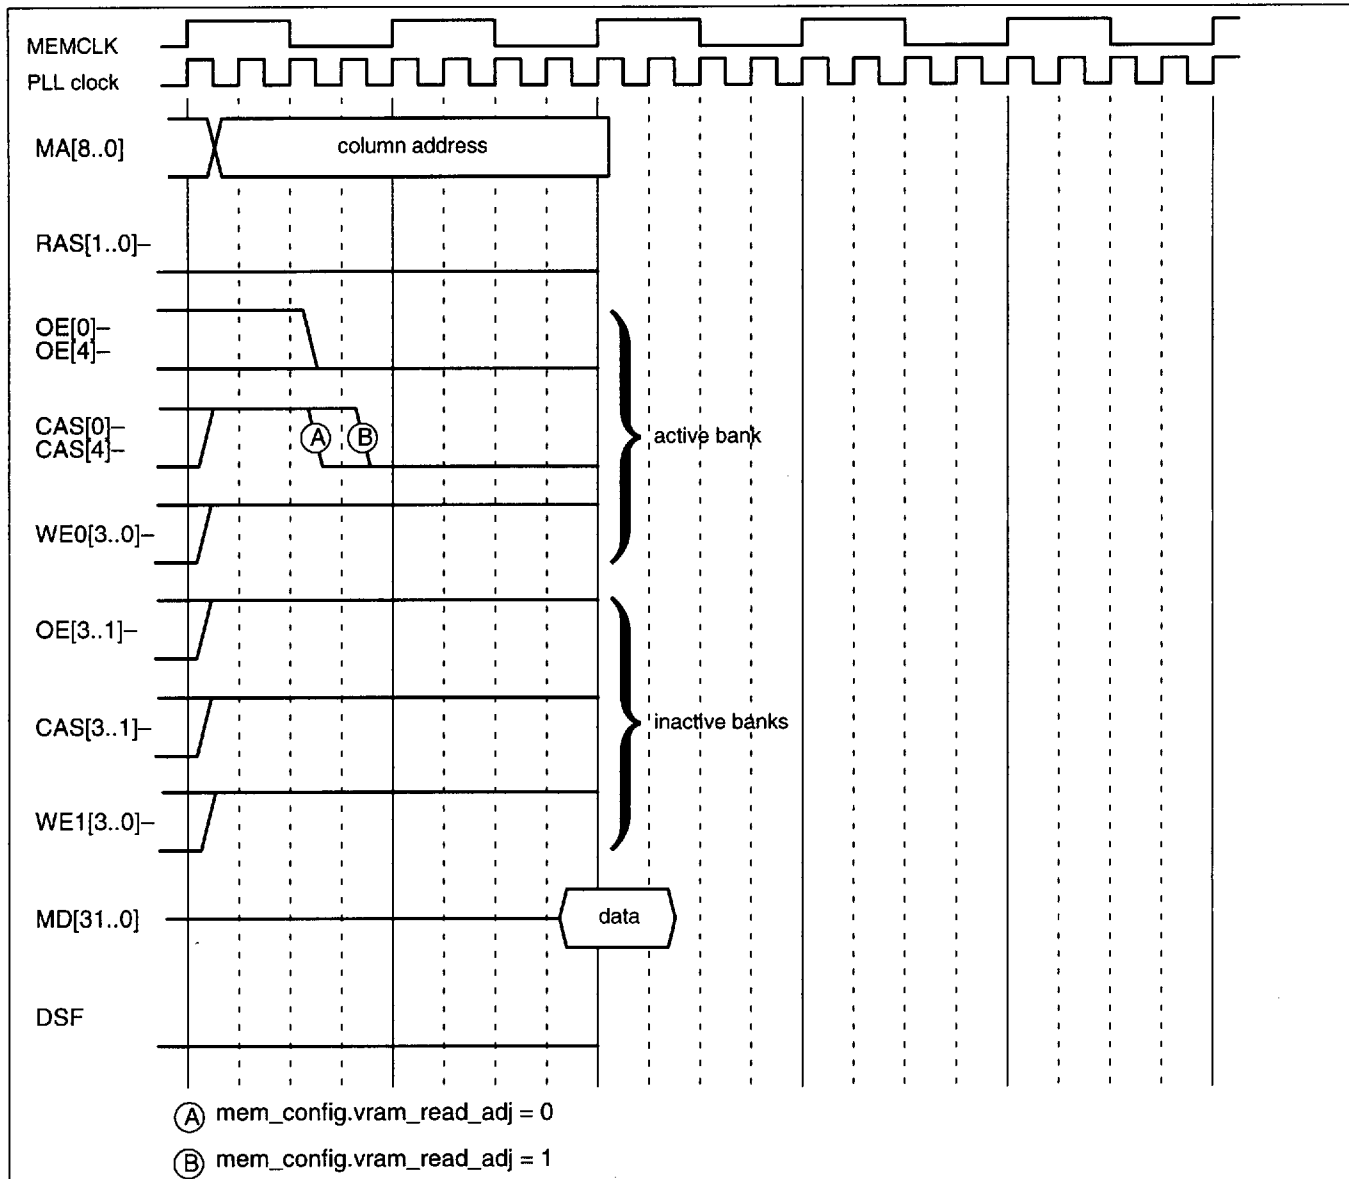 MEMCLK
PLL clock
MA[8..0]
column address
RAS[1..0]–
OE[0]–
OE[4]–
CAS[0]–
CAS[4]–
A
B
active bank
WE0[3..0]–
OE[3..1]–
CAS[3..1]–
inactive banks
WE1[3..0]–
MD[31..0]
data
DSF
A mem_config.vram_read_adj = 0
B mem_config.vram_read_adj = 1